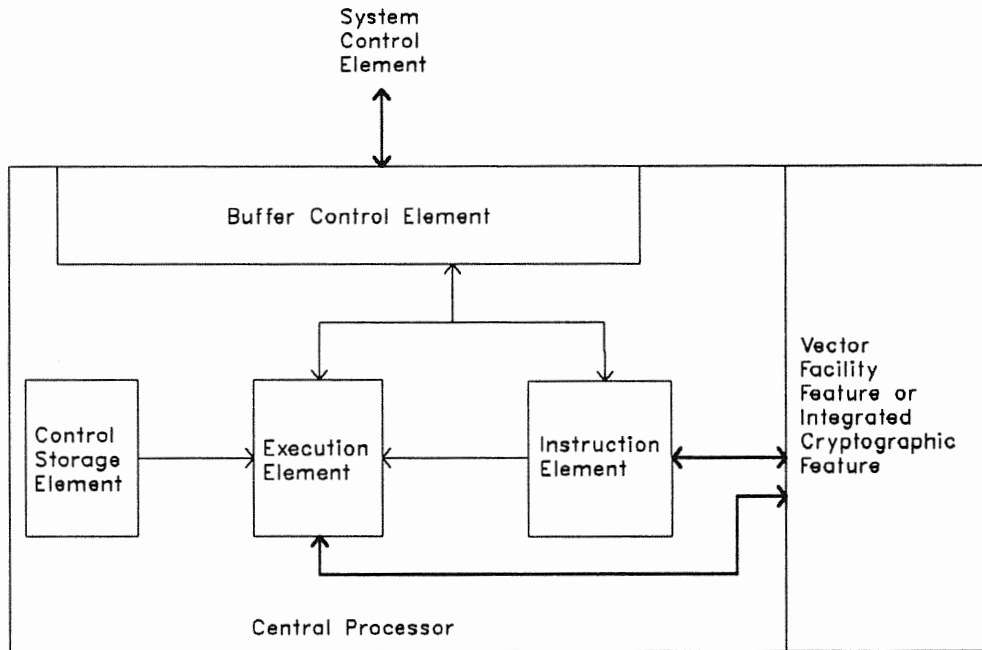 System
Control
Element
Buffer Control Element
Vector
Facility
Feature or
Integrated
Cryptographic
Feature
Control
Storage
Element
Execution
Element
Instruction
Element
Central Processor